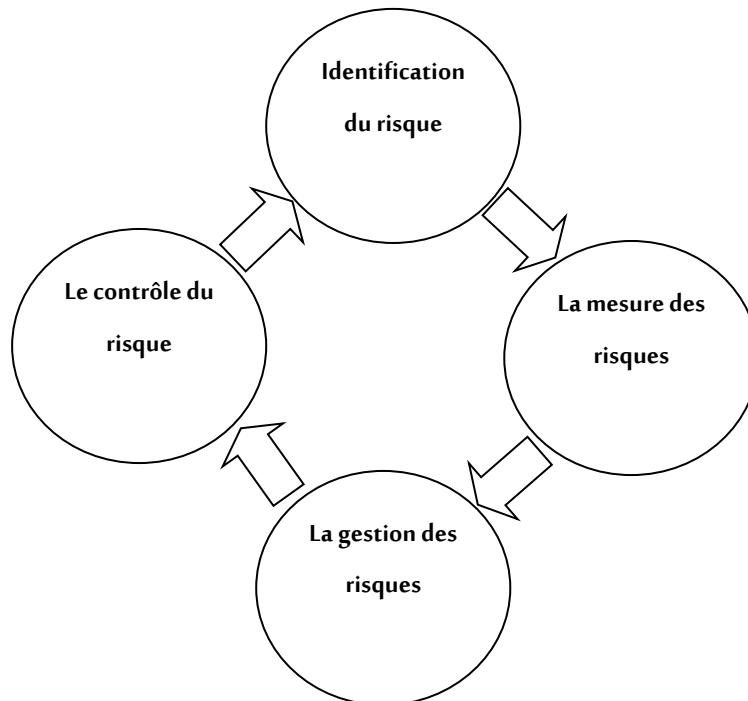 Identification
du risque
Le contrôle du
risque
La mesure des
risques
La gestion des
risques